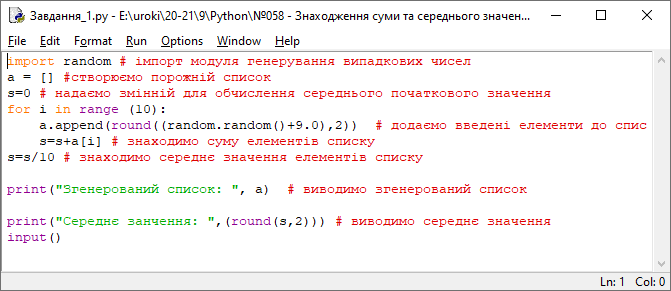 Завдання_1.py - E:\uroki\20-21\9\Python\№058 - Знаходження суми та середнього значен...
File Edit Format Run Options Window Help
import random # імпорт модуля генерування випадкових чисел
a = [] #створюємо порожній список
s=0 # надаємо змінній для обчислення середнього початкового значення
for i in range (10):
    a.append(round((random.random()+9.0),2))  # додаємо введені елементи до спис
    s=s+a[i] # знаходимо суму елементів списку
s=s/10 # знаходимо середнє значення елементів списку
print("Згенерований список: ", a)  # виводимо згенерований список
print("Середнє занчення: ",(round(s,2))) # виводимо середнє значення
input()
Ln: 1 Col: 0